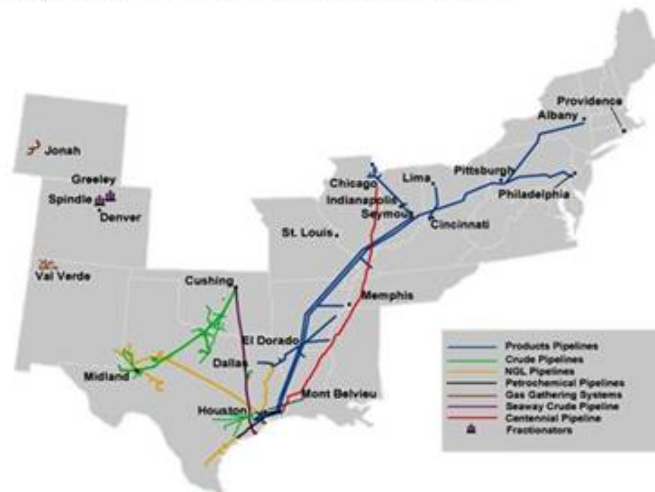 Providence
Albany
Jonah
Greeley
Spindle
Denver
Chicago
Lima
Pittsburgh
Indianapolis
Philadelphia
Seymour
Cincinnati
St. Louis
Val Verde
Cushing
Memphis
El Dorado
Dallas
Midland
Mont Belvieu
Houston
Products Pipelines
Crude Pipelines
NGL Pipelines
Petrochemical Pipelines
Gas Gathering Systems
Seaway Crude Pipeline
Centennial Pipeline
Fractionators